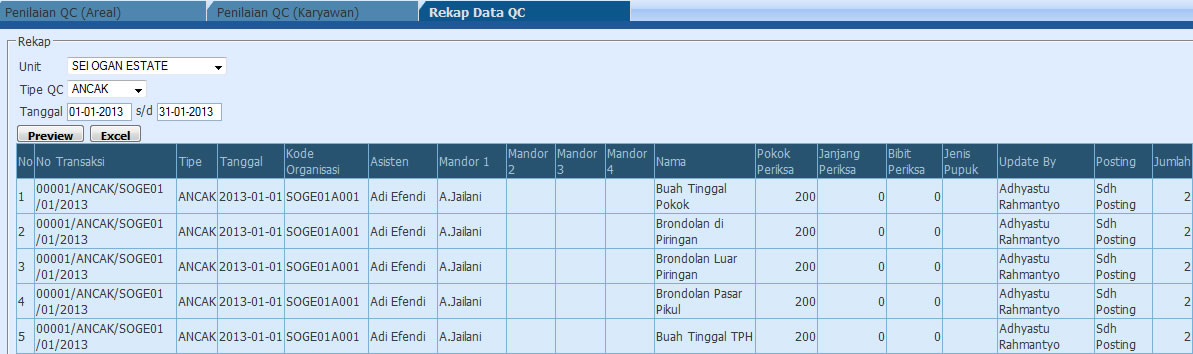 Penilaian QC (Areal) Penilaian QC (Karyawan) Rekap Data QC
Rekap
Unit SEI OGAN ESTATE
Tipe QC ANCAK
Tanggal 01-01-2013 s/d 31-01-2013
Preview Excel
No No Transaksi Tipe Tanggal Kode Organisasi Asisten Mandor 1 Mandor 2 Mandor 3 Mandor 4 Nama Pokok Periksa Janjang Periksa Bibit Periksa Jenis Pupuk Update By Posting Jumlah
1 00001/ANCAK/SOGE01/01/2013 ANCAK 2013-01-01 SOGE01A001 Adi Efendi A.Jailani Buah Tinggal Pokok 200 0 0 Adhyastu Rahmantyo Sdh Posting 2
2 00001/ANCAK/SOGE01/01/2013 ANCAK 2013-01-01 SOGE01A001 Adi Efendi A.Jailani Brondolan di Piringan 200 0 0 Adhyastu Rahmantyo Sdh Posting 2
3 00001/ANCAK/SOGE01/01/2013 ANCAK 2013-01-01 SOGE01A001 Adi Efendi A.Jailani Brondolan Luar Piringan 200 0 0 Adhyastu Rahmantyo Sdh Posting 2
4 00001/ANCAK/SOGE01/01/2013 ANCAK 2013-01-01 SOGE01A001 Adi Efendi A.Jailani Brondolan Pasar Pikul 200 0 0 Adhyastu Rahmantyo Sdh Posting 2
5 00001/ANCAK/SOGE01/01/2013 ANCAK 2013-01-01 SOGE01A001 Adi Efendi A.Jailani Buah Tinggal TPH 200 0 0 Adhyastu Rahmantyo Sdh Posting 2